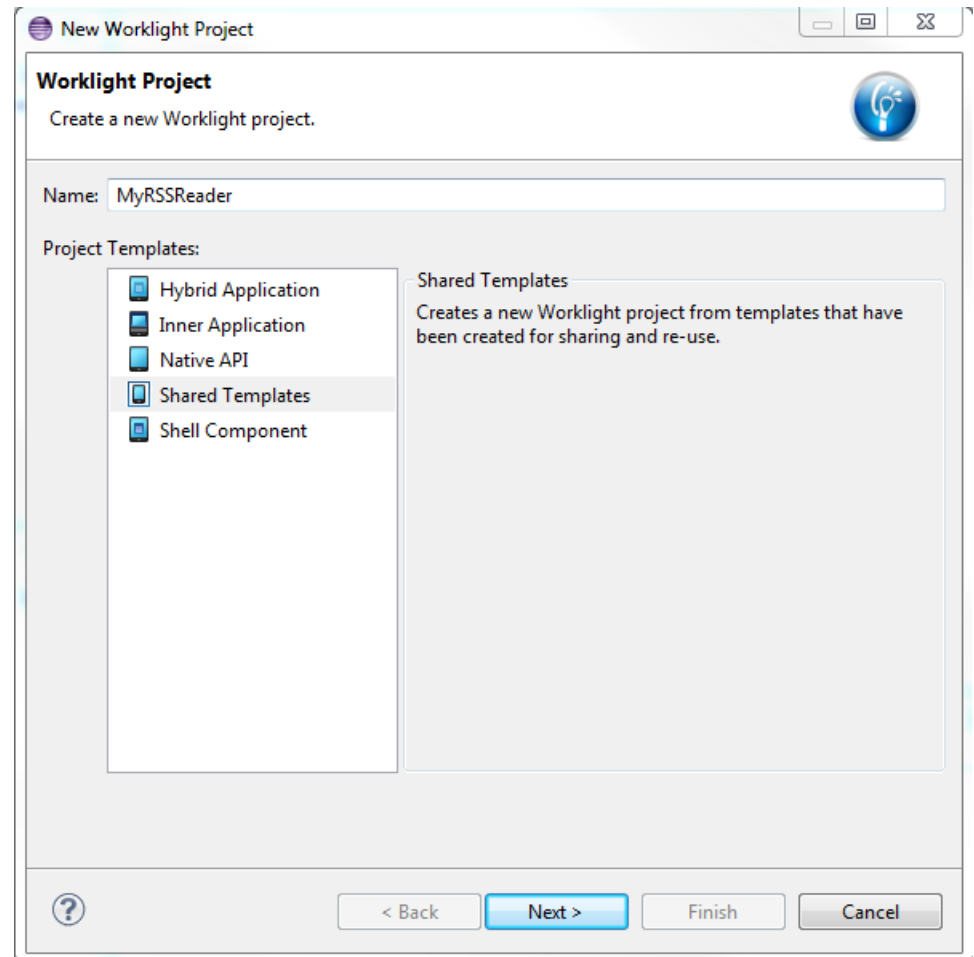 New Worklight Project
Worklight Project
Create a new Worklight project.
Name: MyRSSReader
Project Templates:
Hybrid Application
Inner Application
Native API
Shared Templates
Shell Component
Shared Templates
Creates a new Worklight project from templates that have
been created for sharing and re-use.
?
< Back
Next >
Finish
Cancel